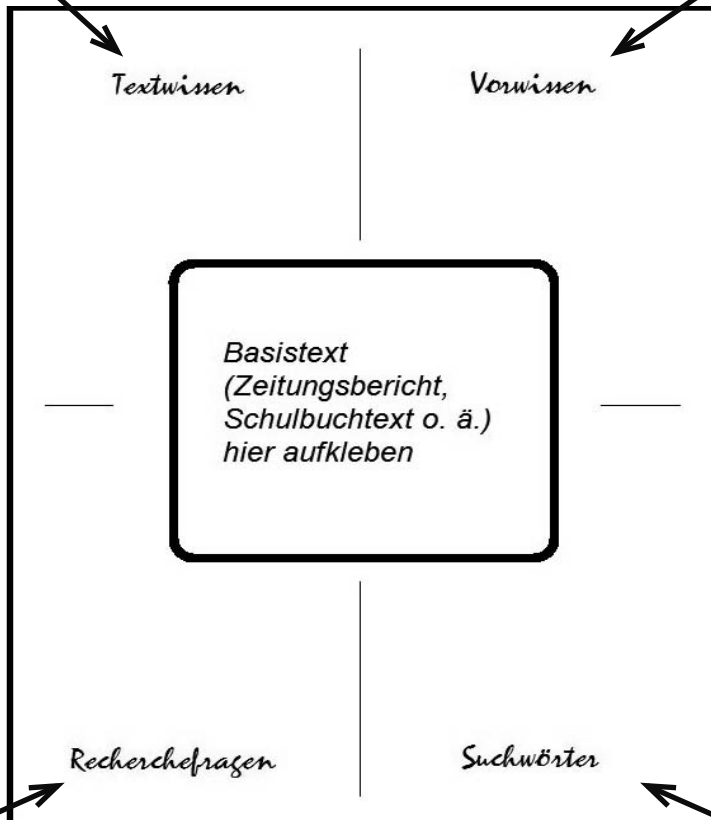 Textwissen
Vorwissen
Basistext
(Zeitungsbericht,
Schulbuchtext o. ä.)
hier aufkleben
Recherchefragen
Suchwörter